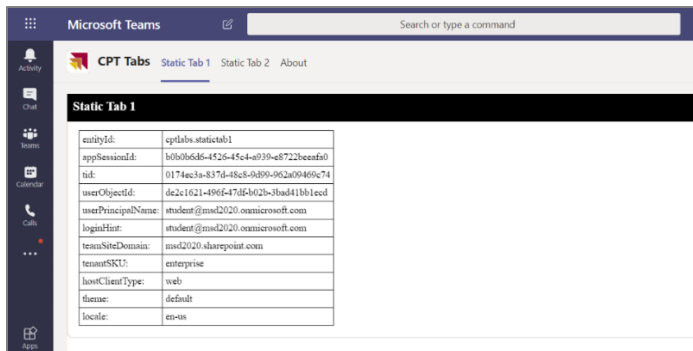 Microsoft Teams
Search or type a command
Activity
Chat
Teams
Calendar
Calls
Apps
CPT Tabs Static Tab 1 Static Tab 2 About
Static Tab 1
entityId: cptlabs.statictab1
appSessionId: b0b0b6d6-4526-45c4-a939-e8722beeafa0
tid: 0174ec3a-837d-48c8-9d99-962a09469c74
userObjectId: de2c1621-496f-47df-b02b-3bad41bb1ecd
userPrincipalName: student@msd2020.onmicrosoft.com
loginHint: student@msd2020.onmicrosoft.com
teamSiteDomain: msd2020.sharepoint.com
tenantSKU: enterprise
hostClientType: web
theme: default
locale: en-us